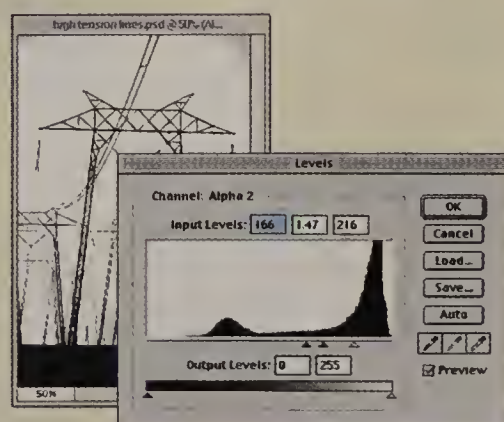 high tension lines.psd @ 50% (Al...
Levels
Channel: Alpha 2
Input Levels: 166 1.47 216
OK
Cancel
Load...
Save...
Auto
Output Levels: 0 255
Preview
50%